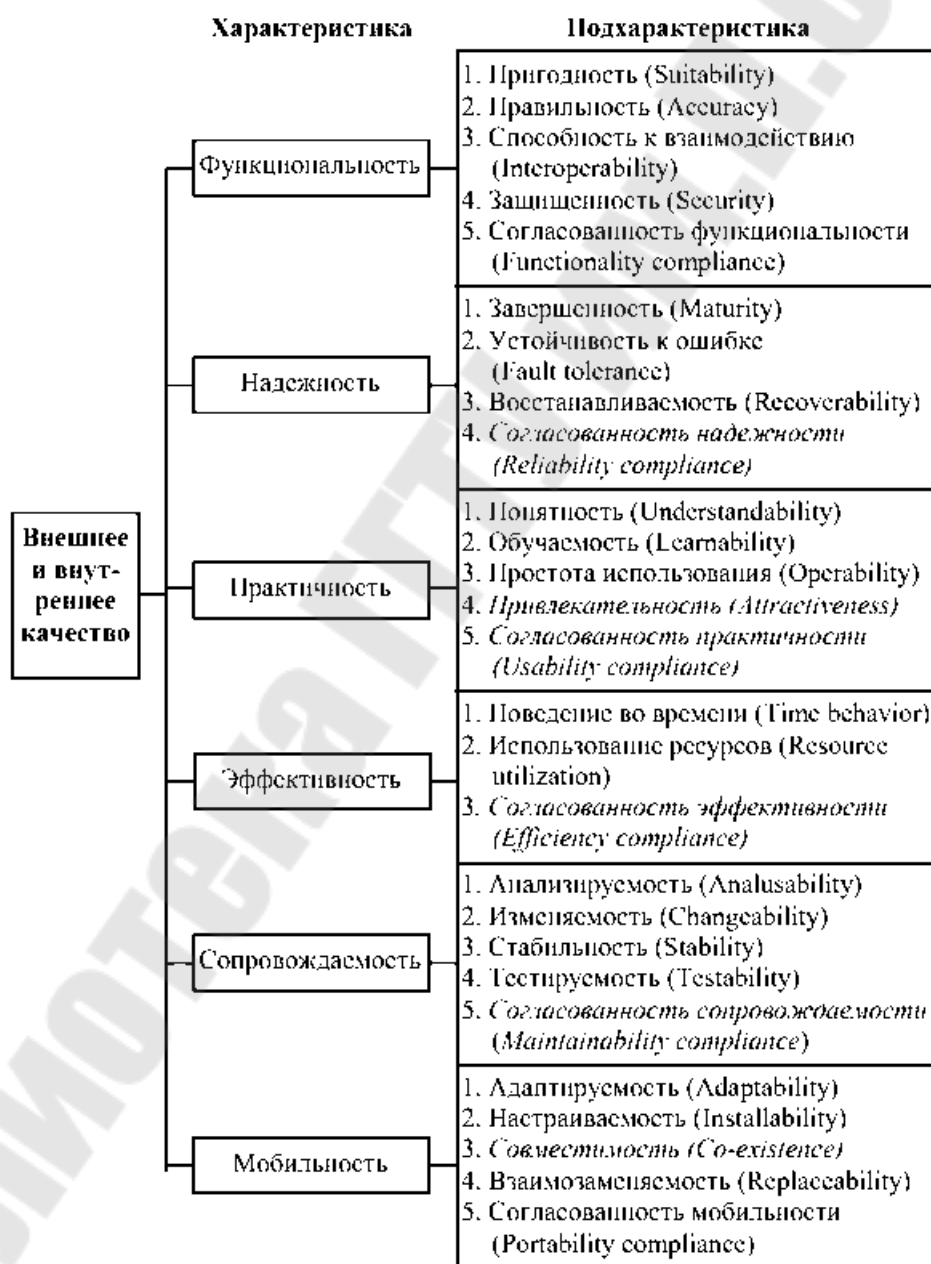 Характеристика
Подхарактеристика
Внешнее
и внут-
реннее
качество
Функциональность
1. Пригодность (Suitability)
2. Правильность (Accuracy)
3. Способность к взаимодействию
(Interoperability)
4. Защищенность (Security)
5. Согласованность функциональности
(Functionality compliance)
Надежность
1. Завершенность (Maturity)
2. Устойчивость к ошибке
(Fault tolerance)
3. Восстанавливаемость (Recoverability)
4. Согласованность надежности
(Reliability compliance)
Практичность
1. Понятность (Understandability)
2. Обучаемость (Learnability)
3. Простота использования (Operability)
4. Привлекательность (Attractiveness)
5. Согласованность практичности
(Usability compliance)
Эффективность
1. Поведение во времени (Time behavior)
2. Использование ресурсов (Resource
utilization)
3. Согласованность эффективности
(Efficiency compliance)
Сопровождаемость
1. Анализируемость (Analusability)
2. Изменяемость (Changeability)
3. Стабильность (Stability)
4. Тестируемость (Testability)
5. Согласованность сопровождаемости
(Maintainability compliance)
Мобильность
1. Адаптируемость (Adaptability)
2. Настраиваемость (Installability)
3. Совместимость (Co-existence)
4. Взаимозаменяемость (Replaceability)
5. Согласованность мобильности
(Portability compliance)